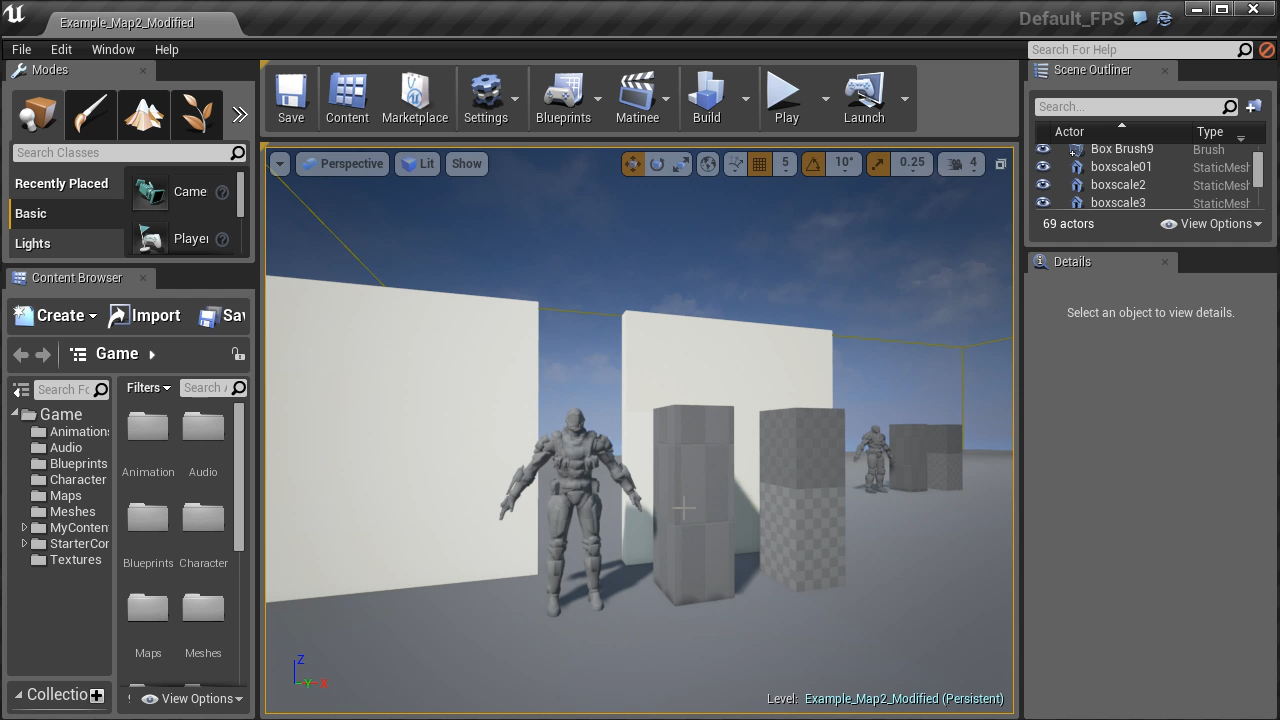 Example_Map2_Modified
Default_FPS
File Edit Window Help
Search For Help
Modes
Search Classes
Recently Placed
Basic
Lights
Came
Player
Save
Content
Marketplace
Settings
Blueprints
Matinee
Build
Play
Launch
Perspective
Lit
Show
5
10°
0.25
4
Scene Outliner
Search...
Actor Type
Box Brush9 Brush
boxscale01 StaticMesh
boxscale2 StaticMesh
boxscale3 StaticMesh
69 actors
View Options
Details
Select an object to view details.
Content Browser
Create
Import
Sav
Game
Search Fo
Filters
Search A
Game
Animations
Audio
Blueprints
Character
Maps
Meshes
MyConten
StarterCon
Textures
Animation
Audio
Blueprints
Character
Maps
Meshes
Collectio
View Options
Z
Y X
Level: Example_Map2_Modified (Persistent)